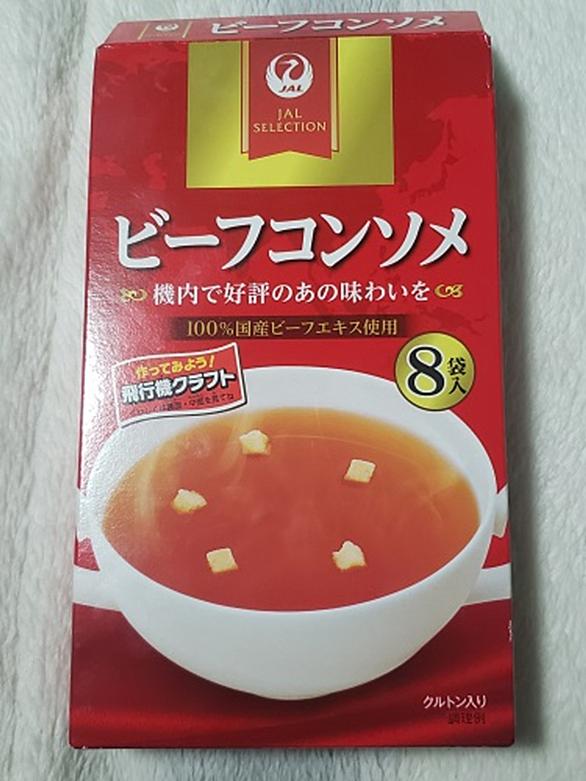 ビーフコンソメ
JAL
JAL
SELECTION
ビーフコンソメ
機内で好評のあの味わいを
100%国産ビーフエキス使用
作ってみよう!
飛行機クラフト
8袋入
クルトン入り
調理例